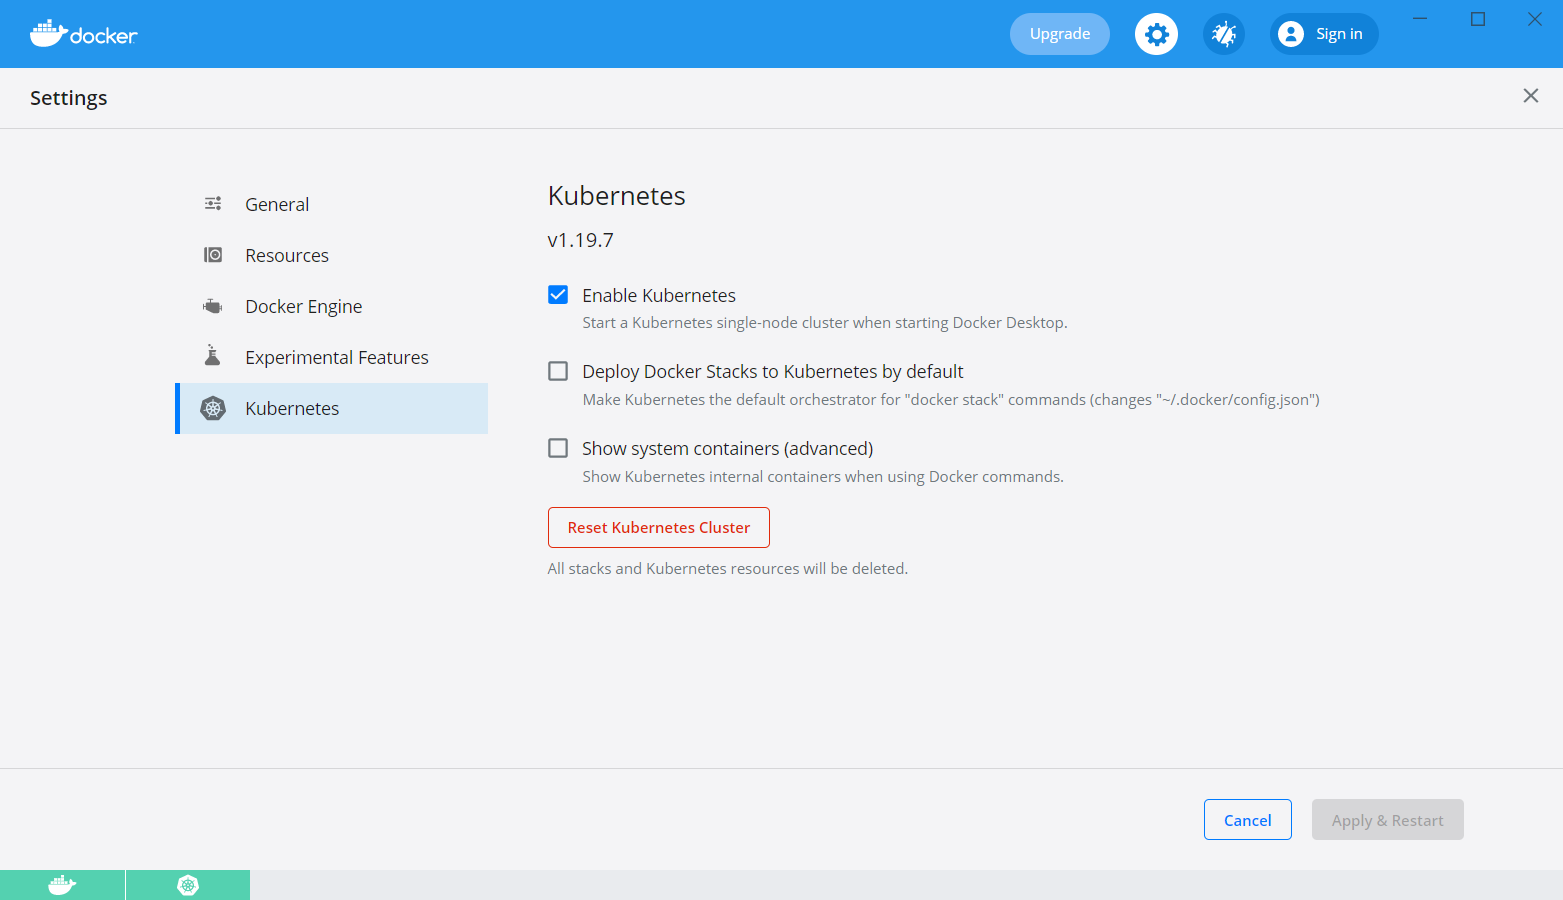 docker
Upgrade
Sign in
Settings
General
Resources
Docker Engine
Experimental Features
Kubernetes
Kubernetes
v1.19.7
Enable Kubernetes
Start a Kubernetes single-node cluster when starting Docker Desktop.
Deploy Docker Stacks to Kubernetes by default
Make Kubernetes the default orchestrator for "docker stack" commands (changes "~/.docker/config.json")
Show system containers (advanced)
Show Kubernetes internal containers when using Docker commands.
Reset Kubernetes Cluster
All stacks and Kubernetes resources will be deleted.
Cancel
Apply & Restart